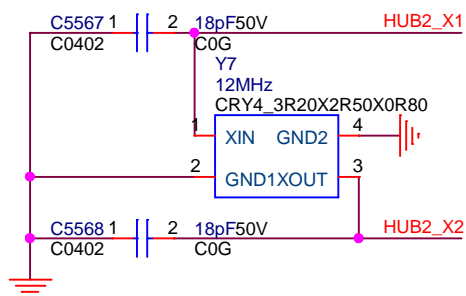 C5567 1 2 18pF50V HUB2_X1
C0402 C0G
Y7
12MHz
CRY4_3R20X2R50X0R80
1 4
XIN GND2
2 3
GND1XOUT
C5568 1 2 18pF50V HUB2_X2
C0402 C0G